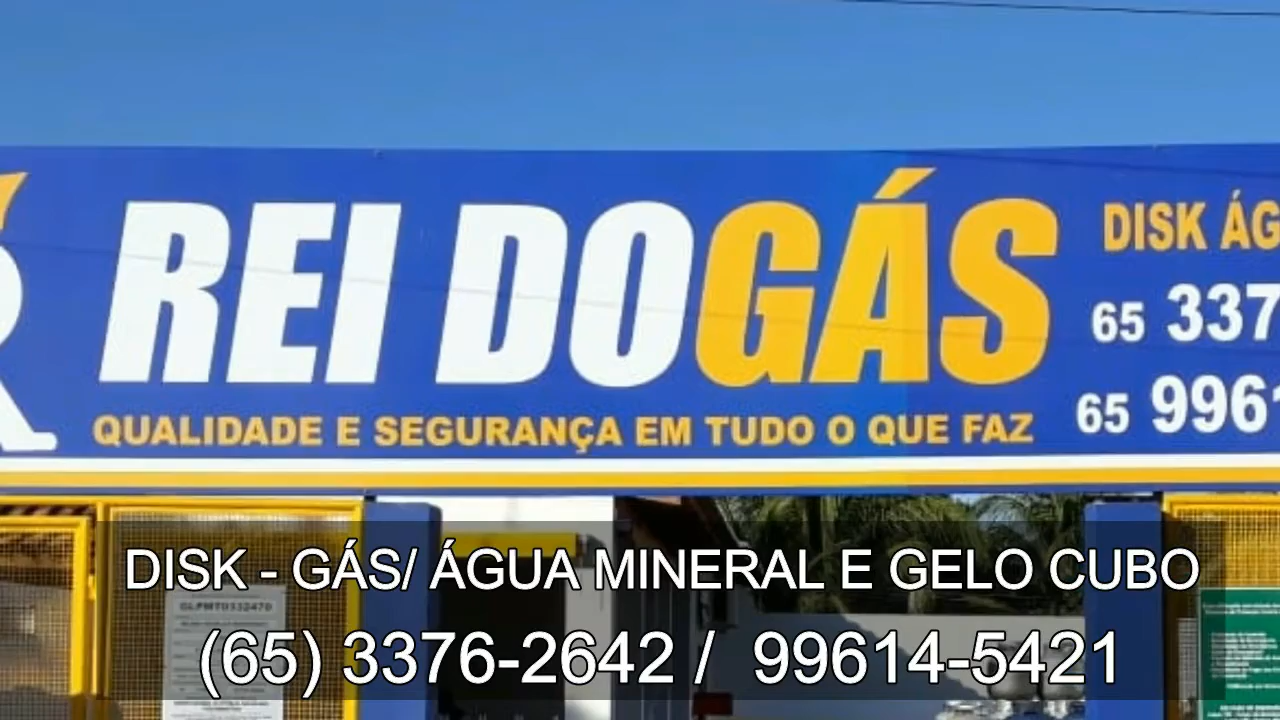 REI DOGÁS
QUALIDADE E SEGURANÇA EM TUDO O QUE FAZ
DISK ÁG
65 337
65 9961
GLPMT0332470
DISK - GÁS/ ÁGUA MINERAL E GELO CUBO
(65) 3376-2642 / 99614-5421